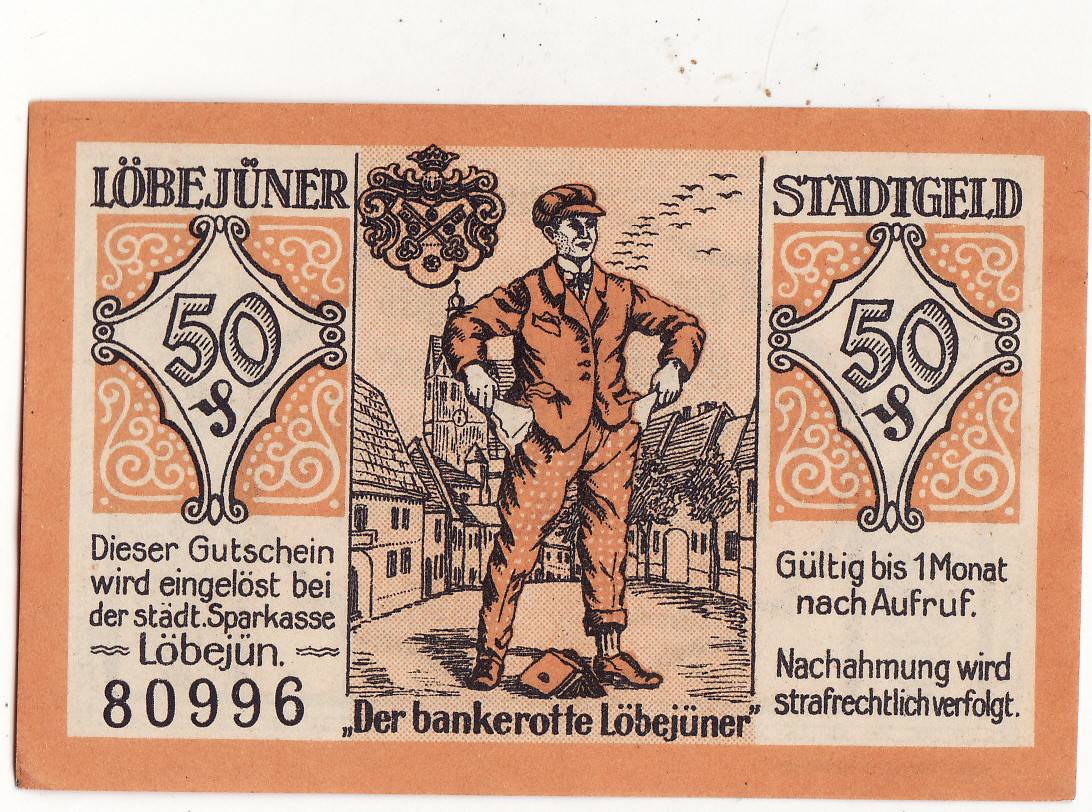 LÖBEJÜNER
STADTGELD
50
₰
50
₰
Dieser Gutschein
wird eingelöst bei
der städt. Sparkasse
Löbejün.
80996
„Der bankerotte Löbejüner”
Gültig bis 1 Monat
nach Aufruf.
Nachahmung wird
strafrechtlich verfolgt.